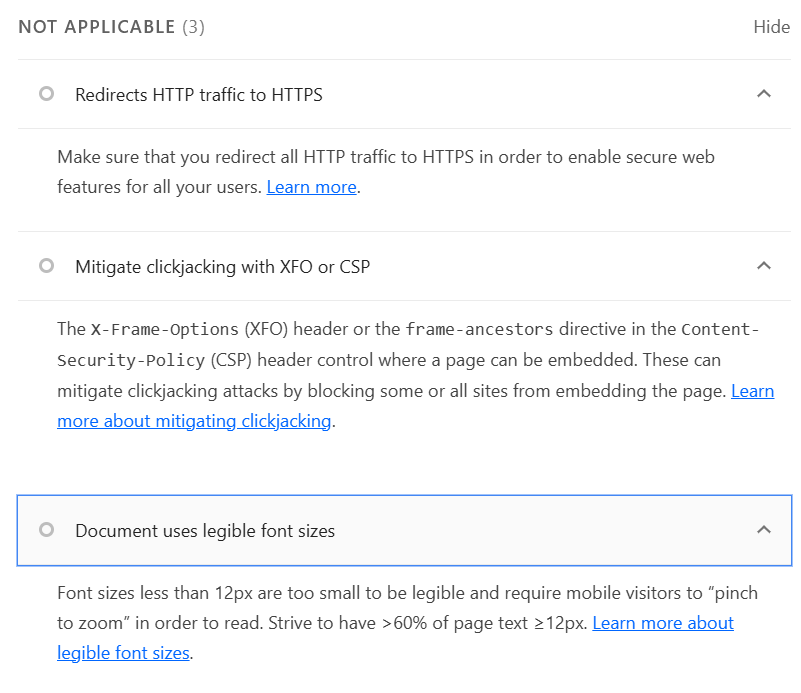 NOT APPLICABLE (3)
Hide
Redirects HTTP traffic to HTTPS
Make sure that you redirect all HTTP traffic to HTTPS in order to enable secure web
features for all your users. Learn more.
Mitigate clickjacking with XFO or CSP
The X-Frame-Options (XFO) header or the frame-ancestors directive in the Content-
Security-Policy (CSP) header control where a page can be embedded. These can
mitigate clickjacking attacks by blocking some or all sites from embedding the page. Learn
more about mitigating clickjacking.
Document uses legible font sizes
Font sizes less than 12px are too small to be legible and require mobile visitors to “pinch
to zoom” in order to read. Strive to have >60% of page text ≥12px. Learn more about
legible font sizes.